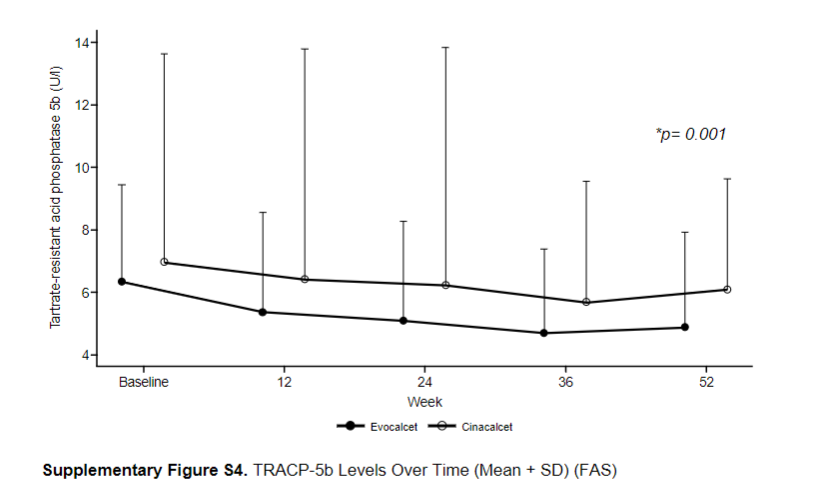 Tartrate-resistant acid phosphatase 5b (U/l)
14
12
10
8
6
4
*p= 0.001
Baseline 12 24 36 52
Week
Evocalcet Cinacalcet
Supplementary Figure S4. TRACP-5b Levels Over Time (Mean + SD) (FAS)